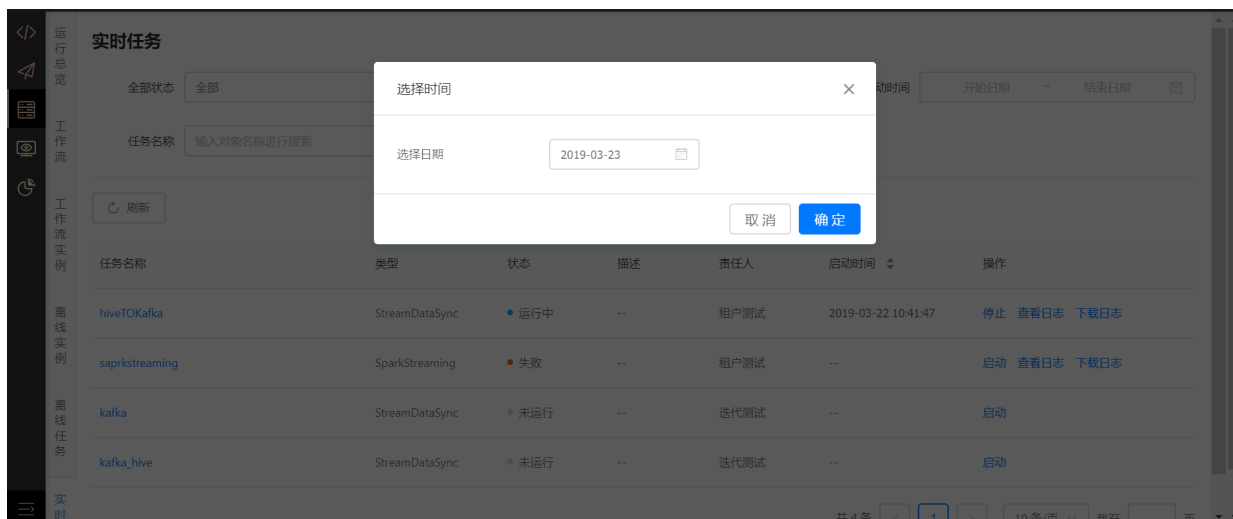 </>
运行总览
工作流
工作流实例
离线实例
离线任务
实时
实时任务
全部状态 全部
动时间 开始日期 ~ 结束日期
任务名称 输入对象名称进行搜索
选择时间
选择日期 2019-03-23
取消 确定
刷新
任务名称 类型 状态 描述 责任人 启动时间 操作
hiveTOKafka StreamDataSync 运行中 -- 租户测试 2019-03-22 10:41:47 停止 查看日志 下载日志
saprkstreaming SparkStreaming 失败 -- 租户测试 -- 启动 查看日志 下载日志
kafka StreamDataSync 未运行 -- 迭代测试 -- 启动
kafka_hive StreamDataSync 未运行 -- 迭代测试 -- 启动
共 4 条 < 1 > 10 条/页 跳至 页